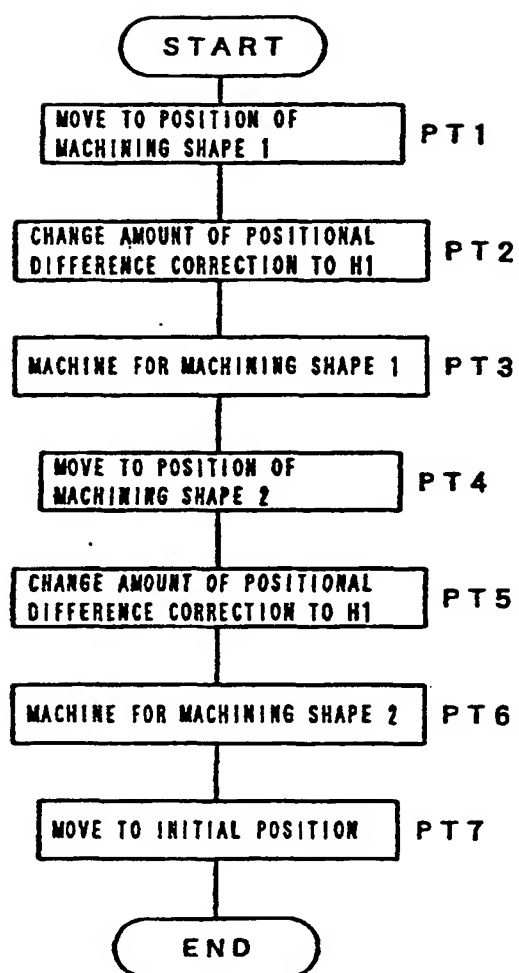 START
MOVE TO POSITION OF
MACHINING SHAPE 1
PT1
CHANGE AMOUNT OF POSITIONAL
DIFFERENCE CORRECTION TO H1
PT2
MACHINE FOR MACHINING SHAPE 1
PT3
MOVE TO POSITION OF
MACHINING SHAPE 2
PT4
CHANGE AMOUNT OF POSITIONAL
DIFFERENCE CORRECTION TO H1
PT5
MACHINE FOR MACHINING SHAPE 2
PT6
MOVE TO INITIAL POSITION
PT7
END